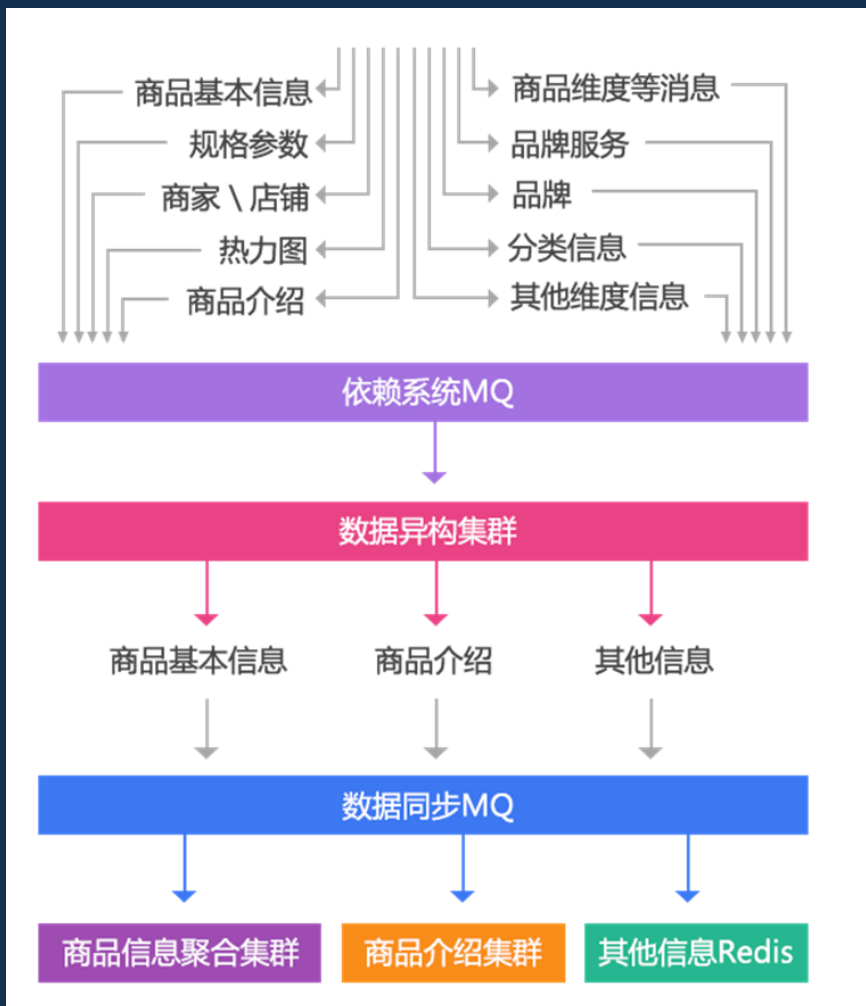 商品基本信息
商品维度等消息
规格参数
品牌服务
商家 \ 店铺
品牌
热力图
分类信息
商品介绍
其他维度信息
依赖系统MQ
数据异构集群
商品基本信息
商品介绍
其他信息
数据同步MQ
商品信息聚合集群
商品介绍集群
其他信息Redis